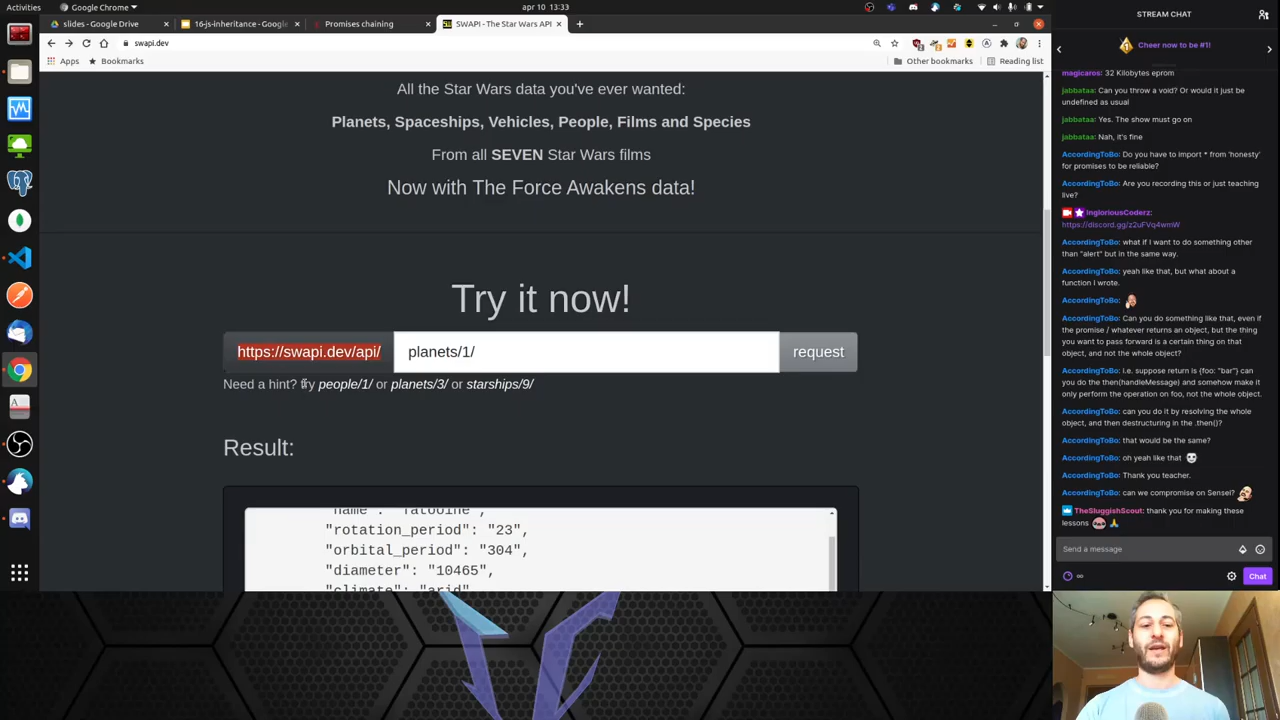 Activities
Google Chrome
apr 10 13:33
slides - Google Drive
16-js-inheritance - Google
Promises chaining
SWAPI - The Star Wars API
swapi.dev
Apps
Bookmarks
Other bookmarks
Reading list
All the Star Wars data you've ever wanted:
Planets, Spaceships, Vehicles, People, Films and Species
From all SEVEN Star Wars films
Now with The Force Awakens data!
Try it now!
https://swapi.dev/api/
planets/1/
request
Need a hint? try people/1/ or planets/3/ or starships/9/
Result:
"name": "Tatooine",
"rotation_period": "23",
"orbital_period": "304",
"diameter": "10465",
"climate": "arid"
STREAM CHAT
Cheer now to be #1!
magicaros: 32 Kilobytes eprom
jabbataa: Can you throw a void? Or would it just be
undefined as usual
jabbataa: Yes. The show must go on
jabbataa: Nah, it's fine
AccordingToBo: Do you have to import * from 'honesty'
for promises to be reliable?
AccordingToBo: Are you recording this or just teaching
live?
IngloriousCoderz:
https://discord.gg/z2uFVq4wmW
AccordingToBo: what if I want to do something other
than "alert" but in the same way.
AccordingToBo: yeah like that, but what about a
function I wrote.
AccordingToBo:
AccordingToBo: Can you do something like that, even if
the promise / whatever returns an object, but the thing
you want to pass forward is a certain thing on that
object, and not the whole object?
AccordingToBo: i.e. suppose return is {foo: "bar"} can
you do the then(handleMessage) and somehow make it
only perform the operation on foo, not the whole object.
AccordingToBo: can you do it by resolving the whole
object, and then destructuring in the .then()?
AccordingToBo: that would be the same?
AccordingToBo: oh yeah like that
AccordingToBo: Thank you teacher.
AccordingToBo: can we compromise on Sensei?
TheSluggishScout: thank you for making these
lessons
Send a message
Chat